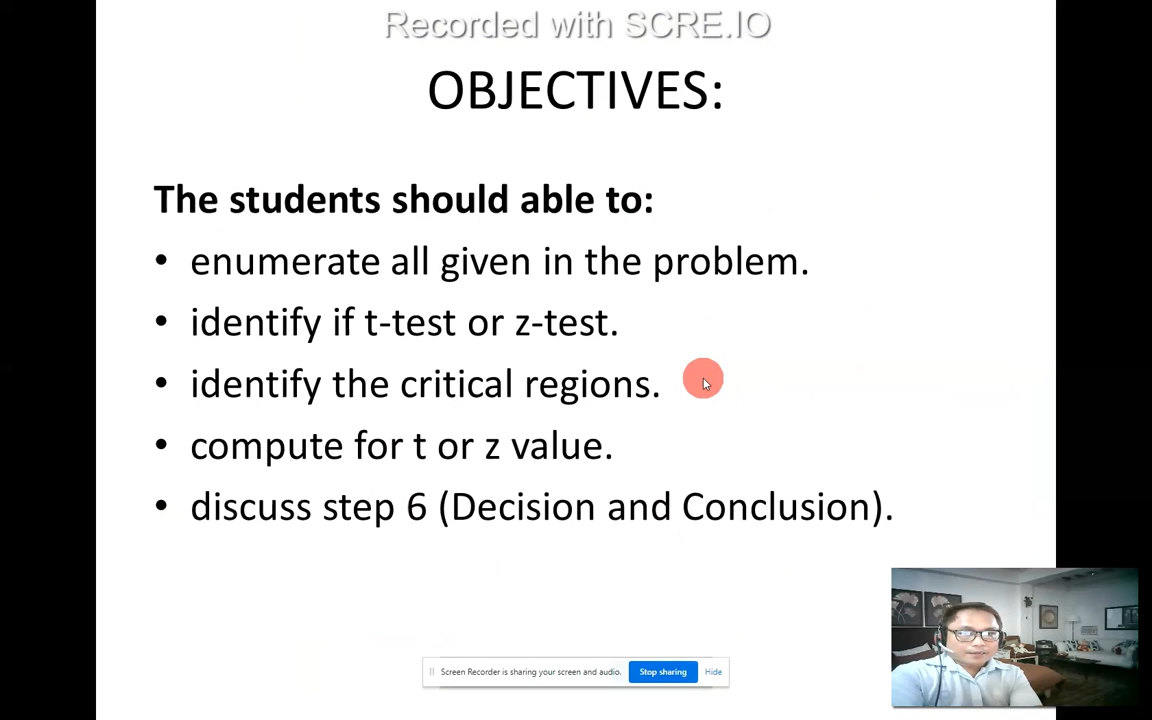 Recorded with SCRE.IO
OBJECTIVES:
The students should able to:
• enumerate all given in the problem.
• identify if t-test or z-test.
• identify the critical regions.
• compute for t or z value.
• discuss step 6 (Decision and Conclusion).
Screen Recorder is sharing your screen and audio. Stop sharing Hide